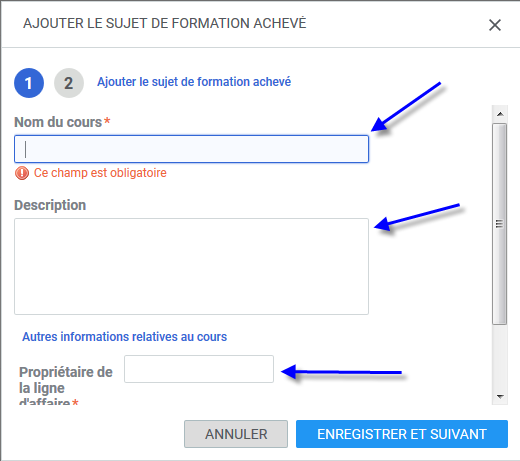 AJOUTER LE SUJET DE FORMATION ACHEVÉ
1 2 Ajouter le sujet de formation achevé
Nom du cours*
Ce champ est obligatoire
Description
Autres informations relatives au cours
Propriétaire de
la ligne
d'affaire*
ANNULER ENREGISTRER ET SUIVANT